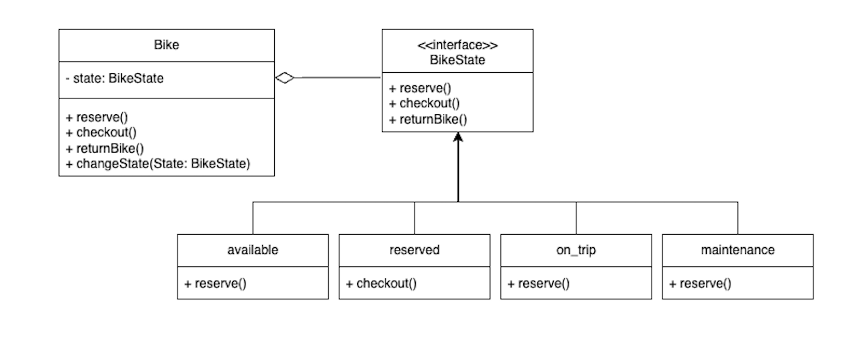 Bike
- state: BikeState
+ reserve()
+ checkout()
+ returnBike()
+ changeState(State: BikeState)
<<interface>>
BikeState
+ reserve()
+ checkout()
+ returnBike()
available
+ reserve()
reserved
+ checkout()
on_trip
+ reserve()
maintenance
+ reserve()